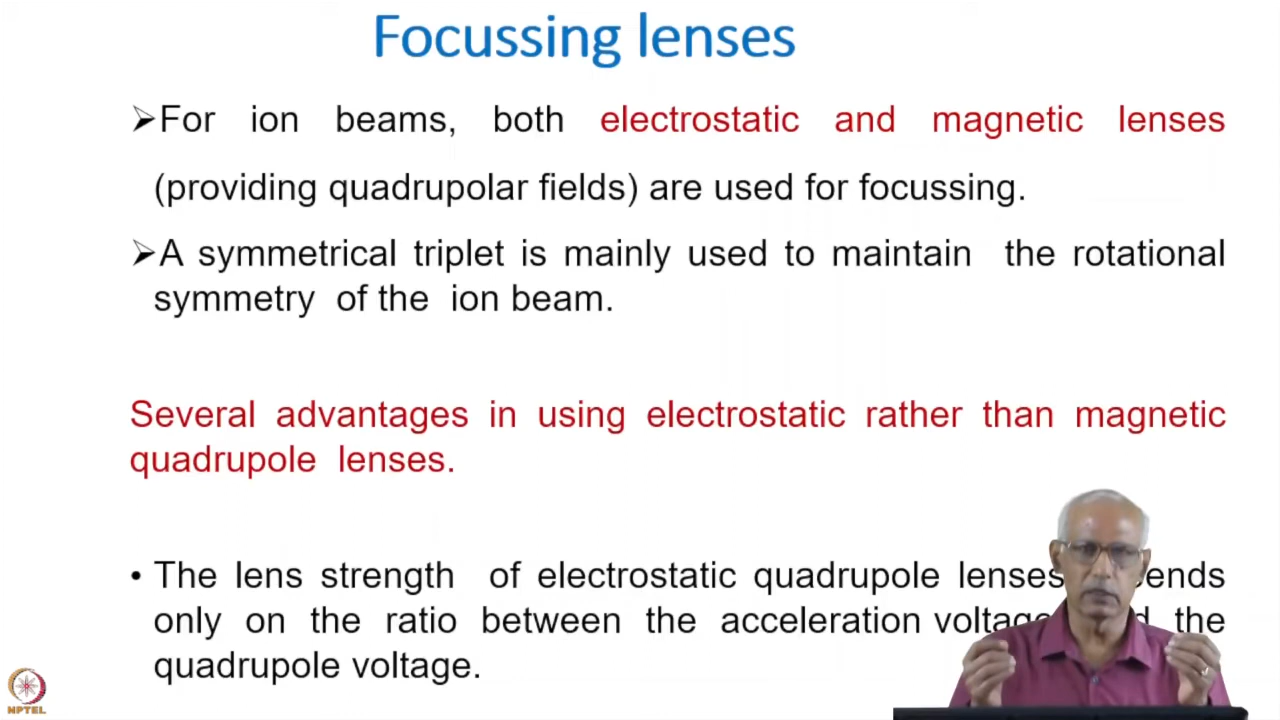 Focussing lenses
➢For ion beams, both electrostatic and magnetic lenses
(providing quadrupolar fields) are used for focussing.
➢A symmetrical triplet is mainly used to maintain the rotational
symmetry of the ion beam.
Several advantages in using electrostatic rather than magnetic
quadrupole lenses.
• The lens strength of electrostatic quadrupole lenses
only on the ratio between the acceleration the
quadrupole voltage.
NPTEL